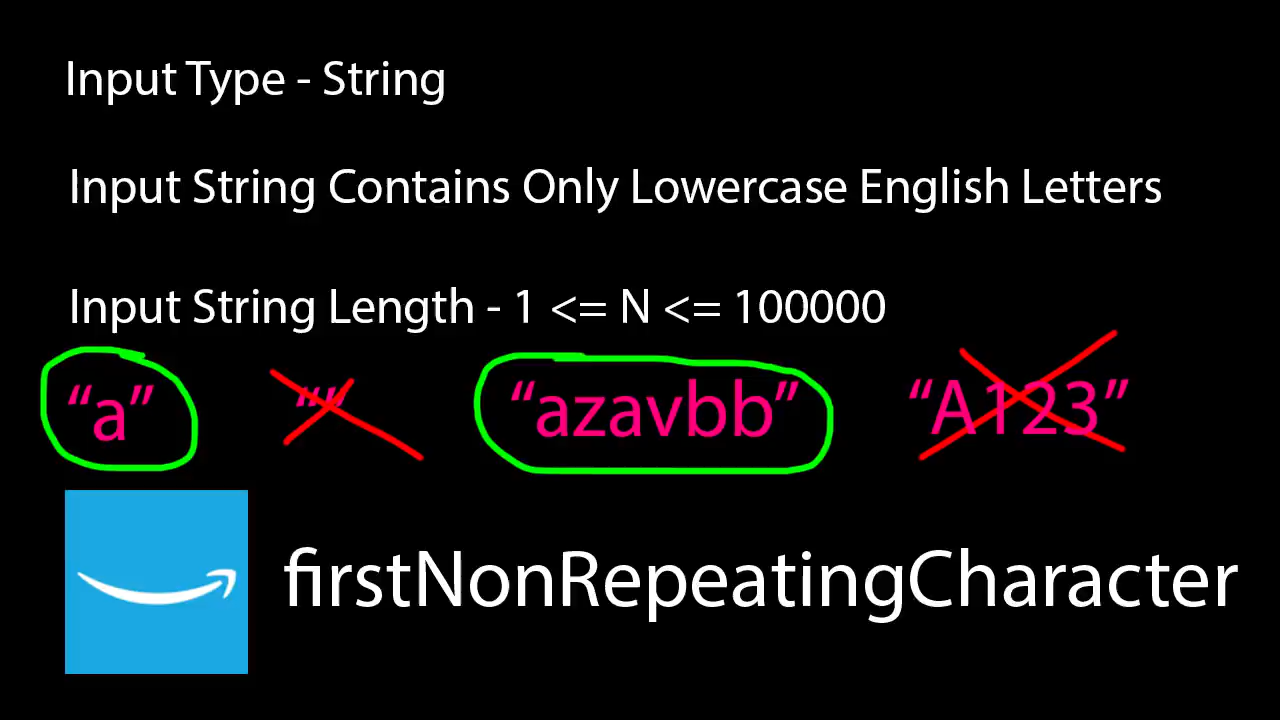 Input Type - String
Input String Contains Only Lowercase English Letters
Input String Length - 1 <= N <= 100000
“a” “” “azavbb” “A123”
firstNonRepeatingCharacter